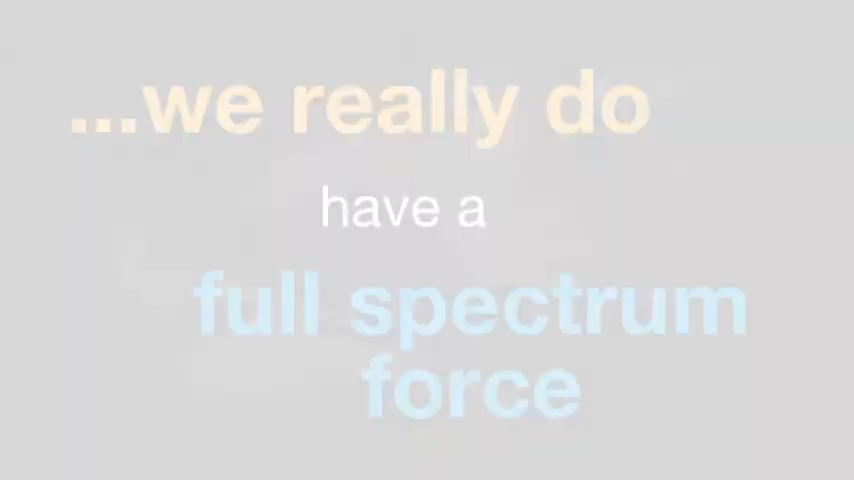 ...we really do
have a
full spectrum
force